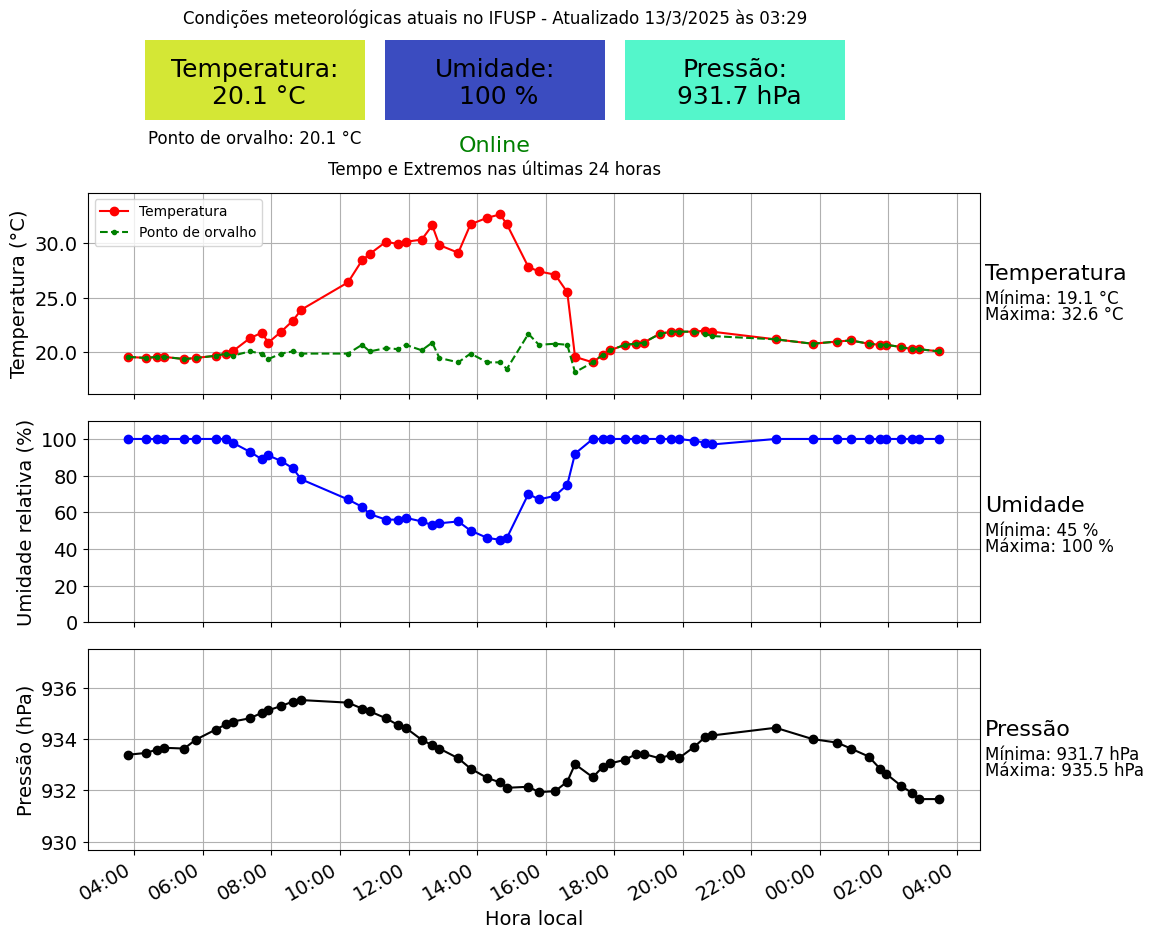 Condições meteorológicas atuais no IFUSP - Atualizado 13/3/2025 às 03:29
Temperatura:
20.1 °C
Umidade:
100 %
Pressão:
931.7 hPa
Ponto de orvalho: 20.1 °C
Online
Tempo e Extremos nas últimas 24 horas
Temperatura (°C)
30.0
25.0
20.0
Temperatura
Ponto de orvalho
Temperatura
Mínima: 19.1 °C
Máxima: 32.6 °C
Umidade relativa (%)
100
80
60
40
20
0
Umidade
Mínima: 45 %
Máxima: 100 %
Pressão (hPa)
936
934
932
930
Pressão
Mínima: 931.7 hPa
Máxima: 935.5 hPa
04:00 06:00 08:00 10:00 12:00 14:00 16:00 18:00 20:00 22:00 00:00 02:00 04:00
Hora local